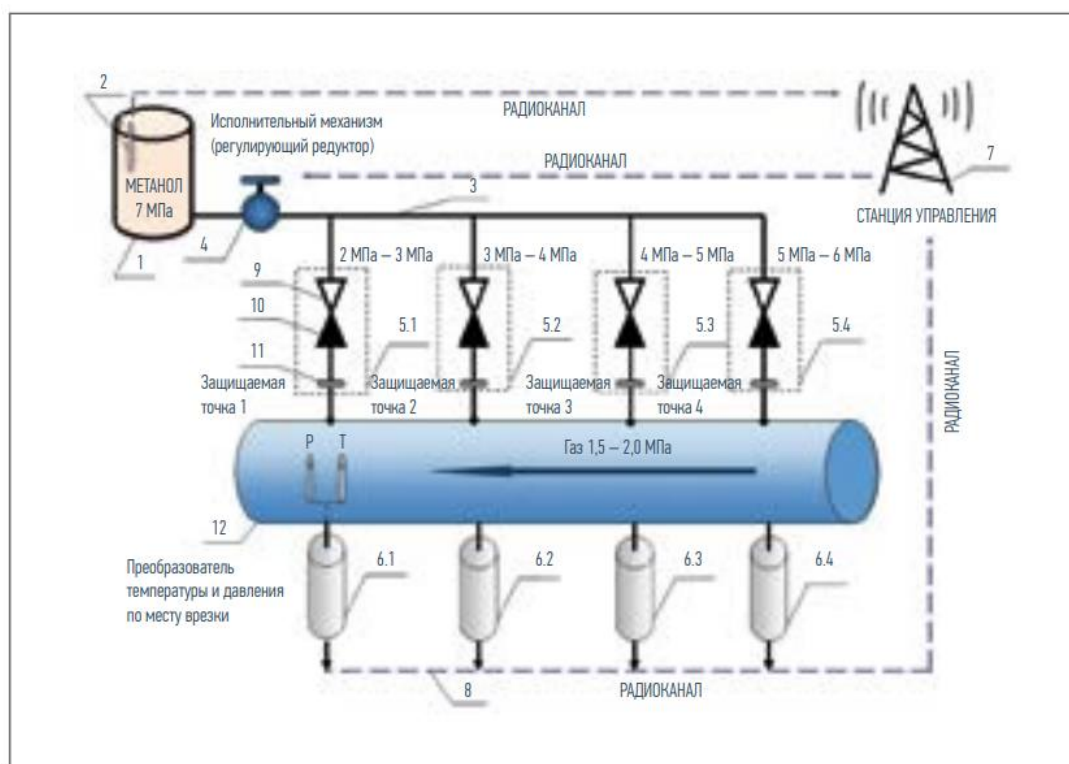 2
РАДИОКАНАЛ
Исполнительный механизм
(регулирующий редуктор)
РАДИОКАНАЛ
7
МЕТАНОЛ
7 МПа
3
СТАНЦИЯ УПРАВЛЕНИЯ
4
1
2 МПа – 3 МПа
3 МПа – 4 МПа
4 МПа – 5 МПа
5 МПа – 6 МПа
9
10
5.1
5.2
5.3
5.4
11
Защищаемая
точка 1
Защищаемая
точка 2
Защищаемая
точка 3
Защищаемая
точка 4
РАДИОКАНАЛ
P
T
Газ 1,5 – 2,0 МПа
12
6.1
6.2
6.3
6.4
Преобразователь
температуры и давления
по месту врезки
8
РАДИОКАНАЛ